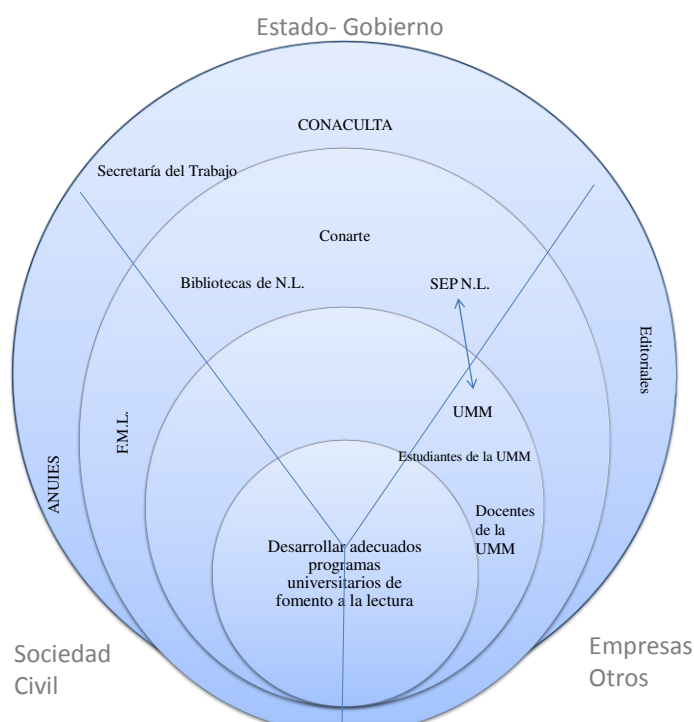 Estado- Gobierno
CONACULTA
Secretaría del Trabajo
Conarte
Bibliotecas de N.L.
SEP N.L.
Editoriales
F.M.L.
UMM
Estudiantes de la UMM
ANUIES
Docentes
de la
UMM
Desarrollar adecuados
programas
universitarios de
fomento a la lectura
Sociedad
Civil
Empresas
Otros